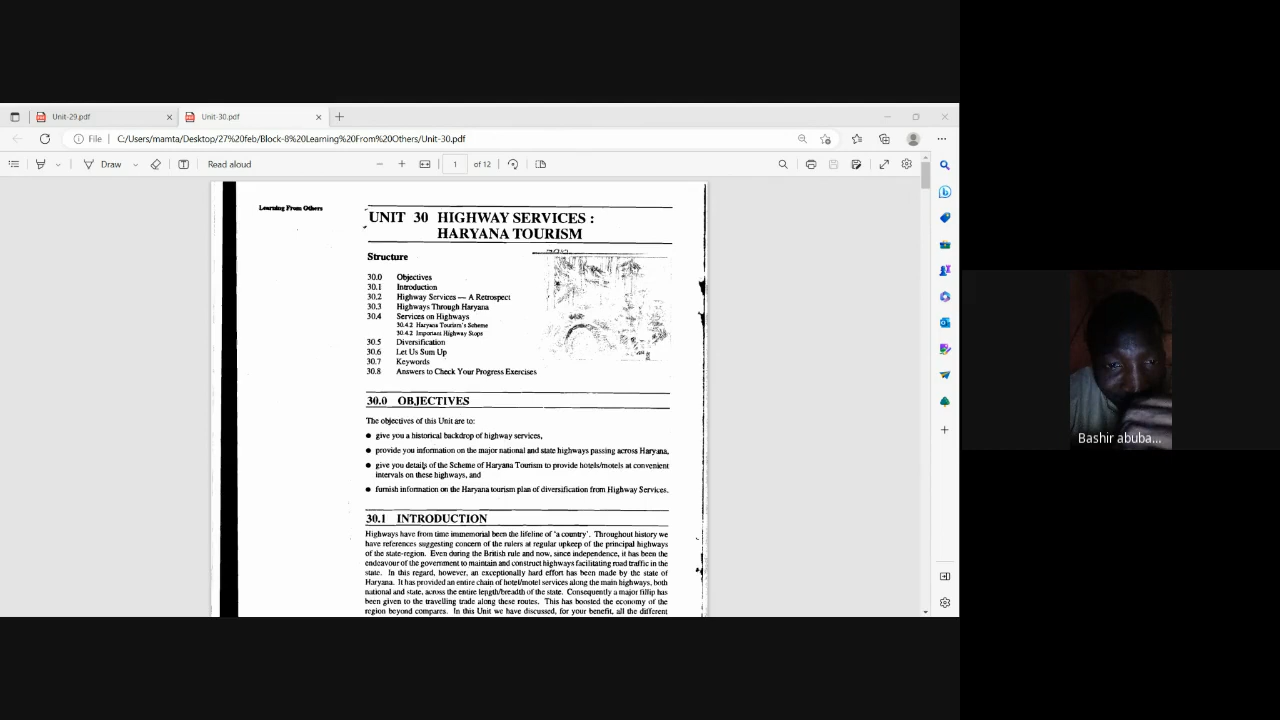 Unit-29.pdf
Unit-30.pdf
File
C:/Users/mamta/Desktop/27%20feb/Block-8%20Learning%20From%20Others/Unit-30.pdf
Draw
Read aloud
1
of 12
Learning From Others
UNIT 30 HIGHWAY SERVICES :
HARYANA TOURISM
Structure
30.0 Objectives
30.1 Introduction
30.2 Highway Services — A Retrospect
30.3 Highways Through Haryana
30.4 Services on Highways
30.4.2 Haryana Tourism's Scheme
30.4.2 Important Highway Stops
30.5 Diversification
30.6 Let Us Sum Up
30.7 Keywords
30.8 Answers to Check Your Progress Exercises
30.0 OBJECTIVES
The objectives of this Unit are to:
● give you a historical backdrop of highway services,
● provide you information on the major national and state highways passing across Haryana,
● give you details of the Scheme of Haryana Tourism to provide hotels/motels at convenient
intervals on these highways, and
● furnish information on the Haryana tourism plan of diversification from Highway Services.
30.1 INTRODUCTION
Highways have from time immemorial been the lifeline of 'a country'. Throughout history we
have references suggesting concern of the rulers at regular upkeep of the principal highways
of the state-region. Even during the British rule and now, since independence, it has been the
endeavour of the government to maintain and construct highways facilitating road traffic in the
state. In this regard, however, an exceptionally hard effort has been made by the state of
Haryana. It has provided an entire chain of hotel/motel services along the main highways, both
national and state, across the entire length/breadth of the state. Consequently a major fillip has
been given to the travelling trade along these routes. This has boosted the economy of the
region beyond compares. In this Unit we have discussed, for your benefit, all the different
Bashir abuba...